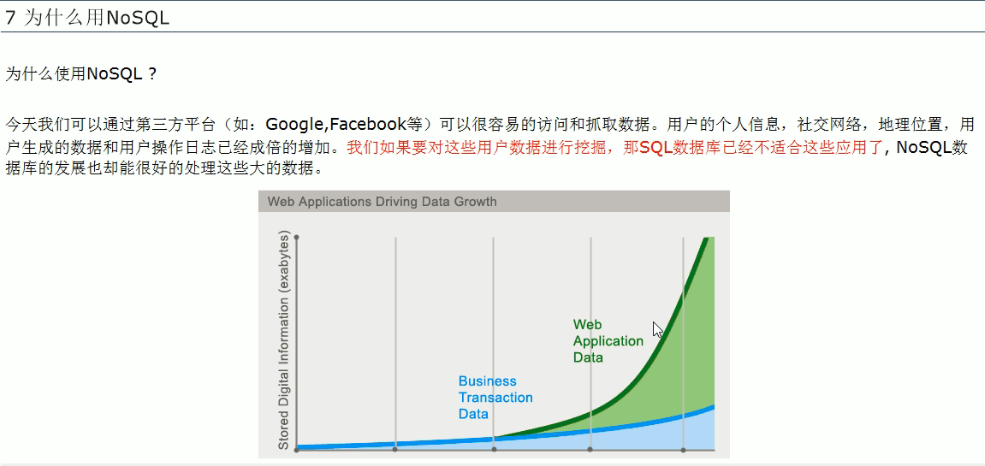 7 为什么用NoSQL
为什么使用NoSQL ?
今天我们可以通过第三方平台（如：Google,Facebook等）可以很容易的访问和抓取数据。用户的个人信息，社交网络，地理位置，用
户生成的数据和用户操作日志已经成倍的增加。我们如果要对这些用户数据进行挖掘，那SQL数据库已经不适合这些应用了, NoSQL数
据库的发展也却能很好的处理这些大的数据。
Web Applications Driving Data Growth
Stored Digital Information (exabytes)
Web
Application
Data
Business
Transaction
Data